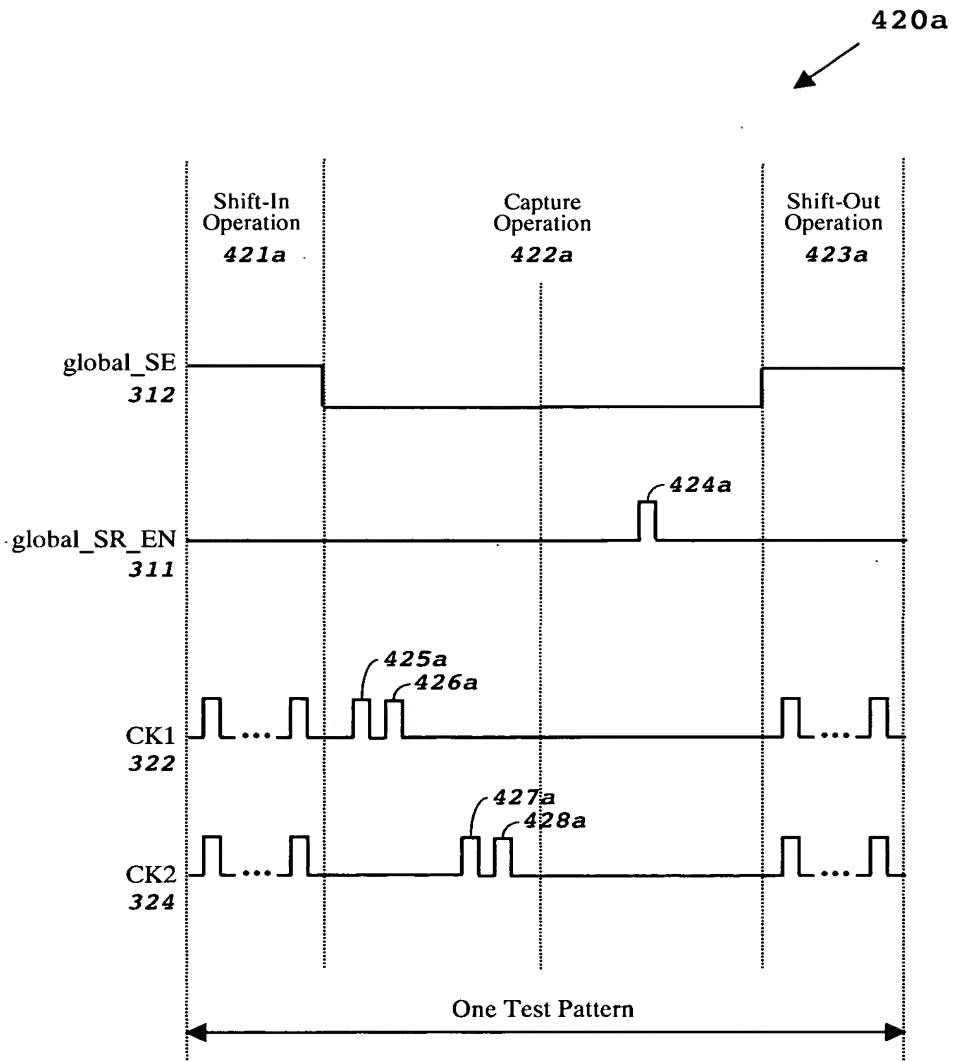 420a
Shift-In
Operation
421a
Capture
Operation
422a
Shift-Out
Operation
423a
global_SE
312
424a
global_SR_EN
311
425a
426a
CK1
322
427a
428a
CK2
324
One Test Pattern